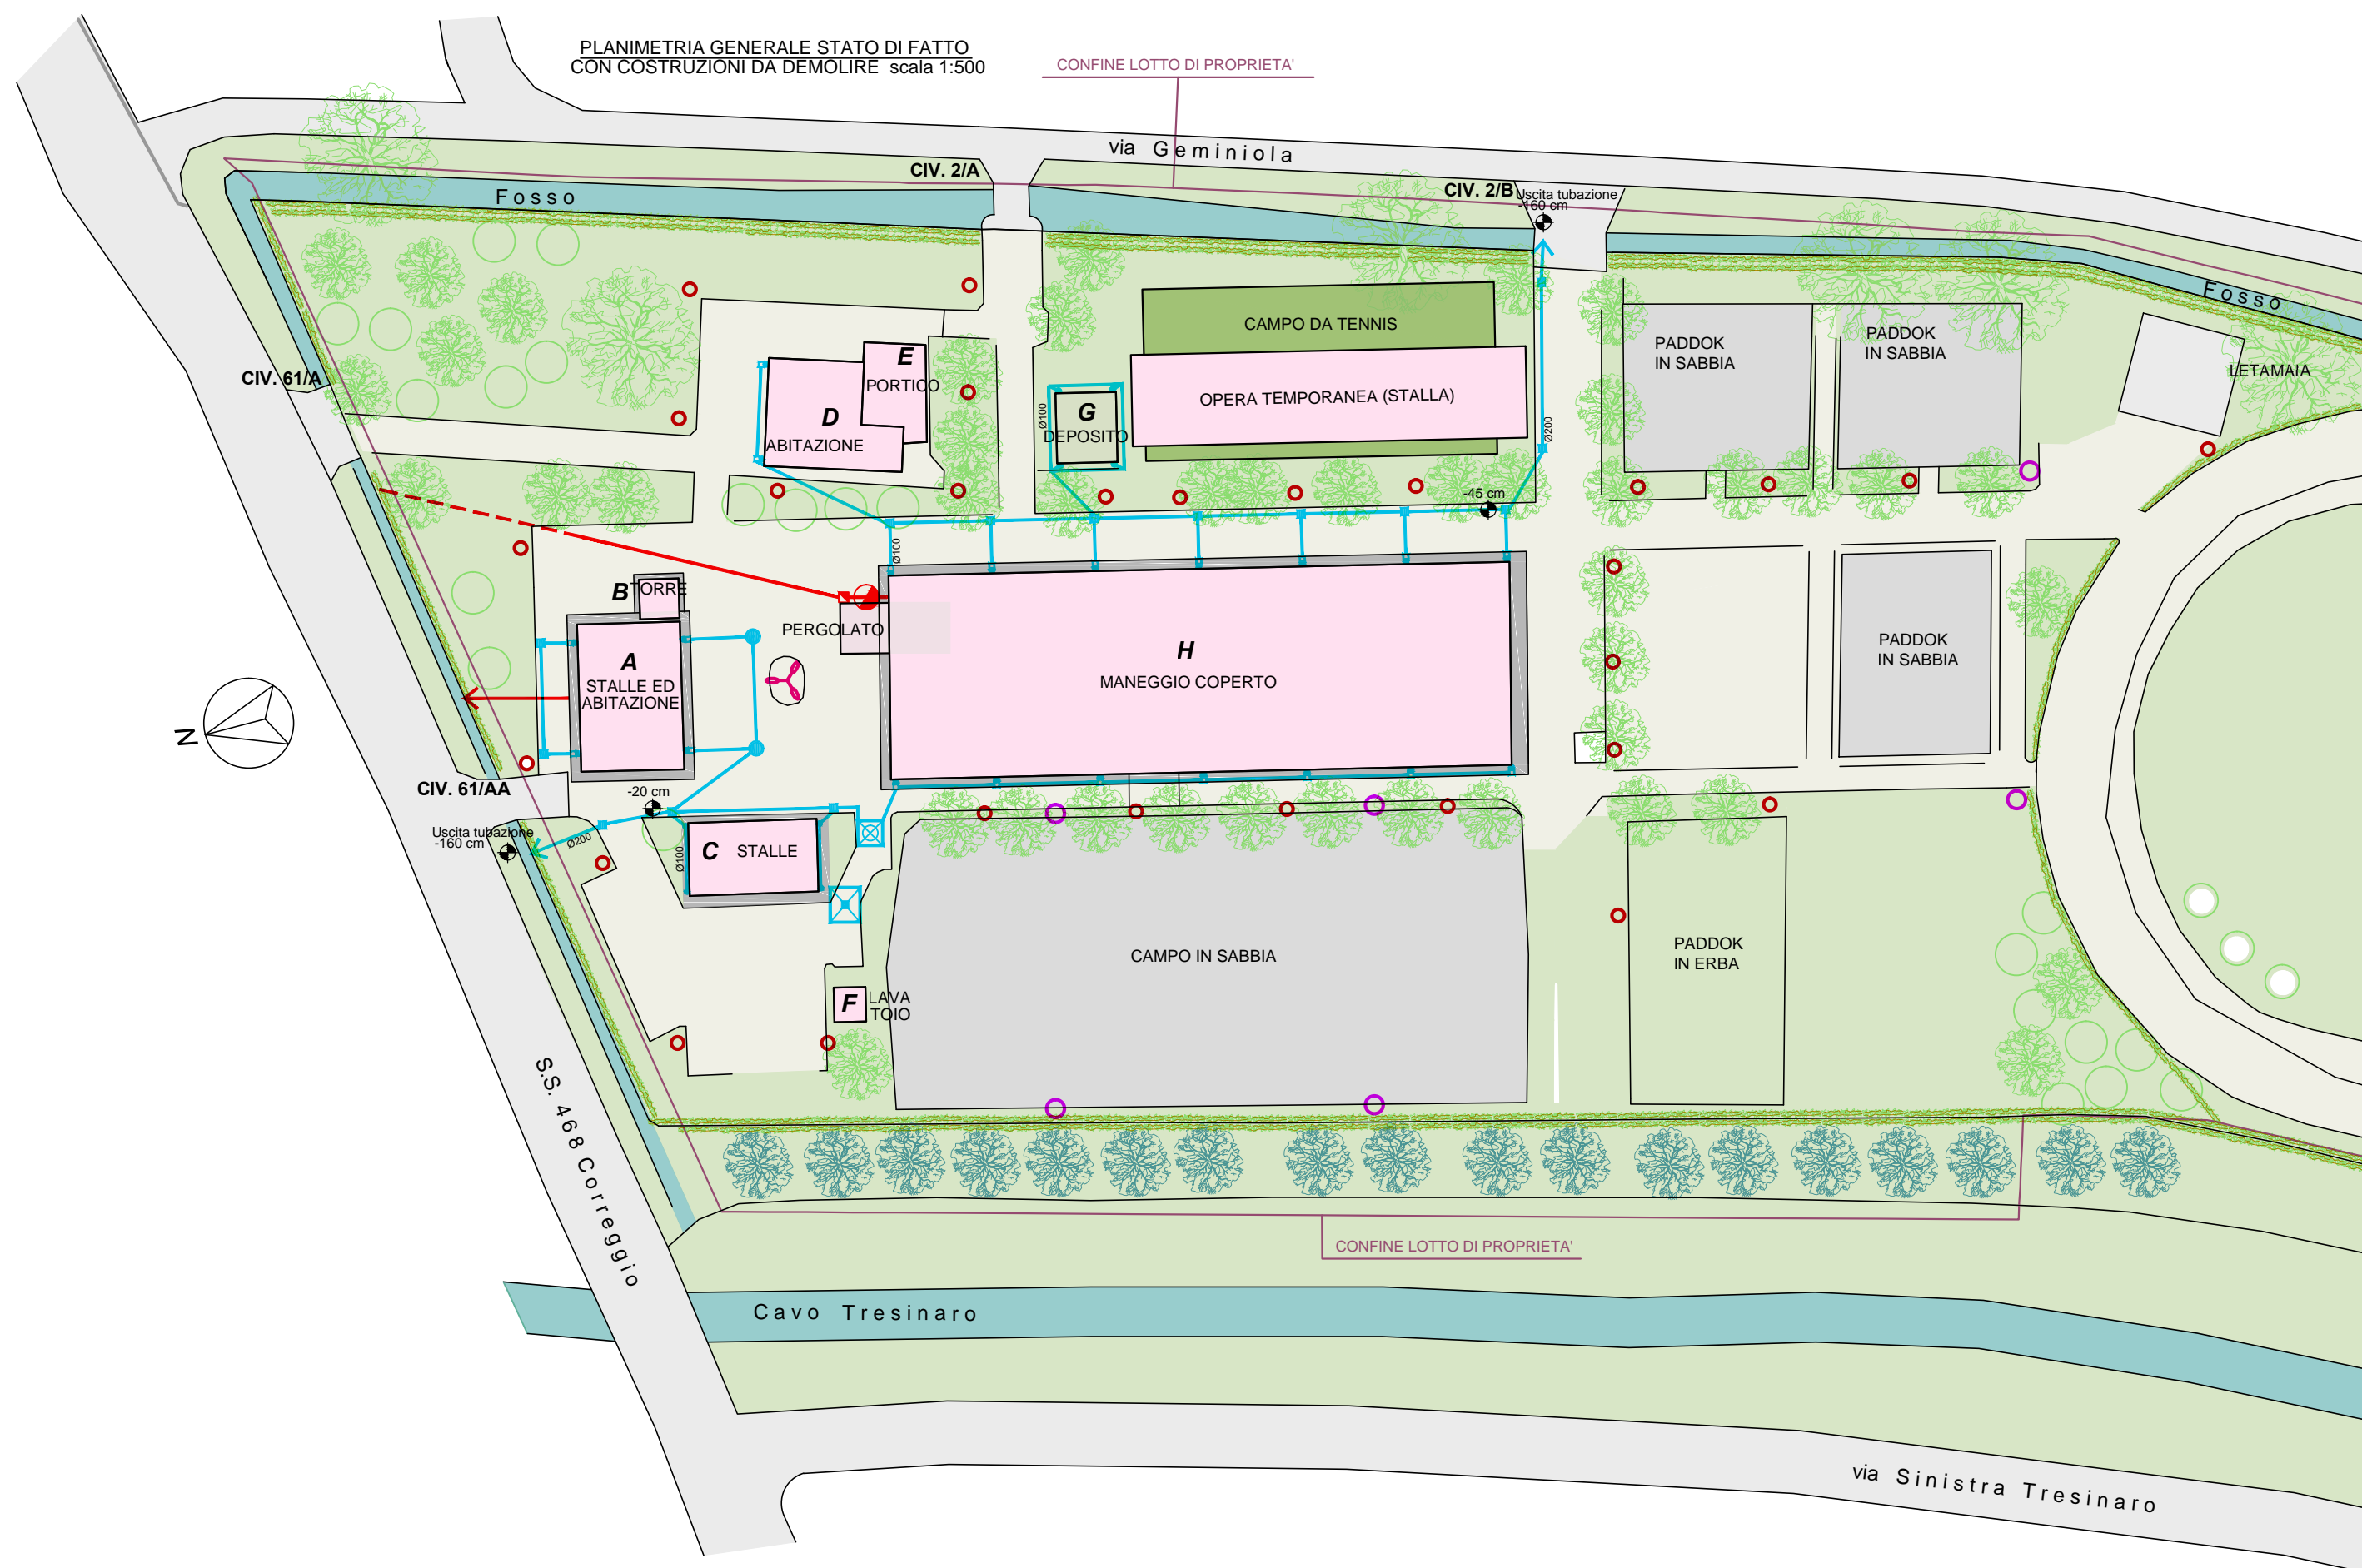 PLANIMETRIA GENERALE STATO DI FATTO
CON COSTRUZIONI DA DEMOLIRE scala 1:500
CONFINE LOTTO DI PROPRIETA'
via Geminiola
CIV. 2/A
CIV. 2/B
Uscita tubazione
-160 cm
Fosso
Fosso
CIV. 61/A
E
PORTICO
D
ABITAZIONE
Ø100
G
DEPOSITO
CAMPO DA TENNIS
OPERA TEMPORANEA (STALLA)
Ø200
PADDOK
IN SABBIA
PADDOK
IN SABBIA
LETAMAIA
-45 cm
Ø100
B
TORRE
PERGOLATO
A
STALLE ED
ABITAZIONE
H
MANEGGIO COPERTO
PADDOK
IN SABBIA
N
CIV. 61/AA
-20 cm
Uscita tubazione
-160 cm
Ø200
Ø100
C
STALLE
F
LAVA
TOIO
CAMPO IN SABBIA
PADDOK
IN ERBA
S.S. 468 Correggio
CONFINE LOTTO DI PROPRIETA'
Cavo Tresinaro
via Sinistra Tresinaro